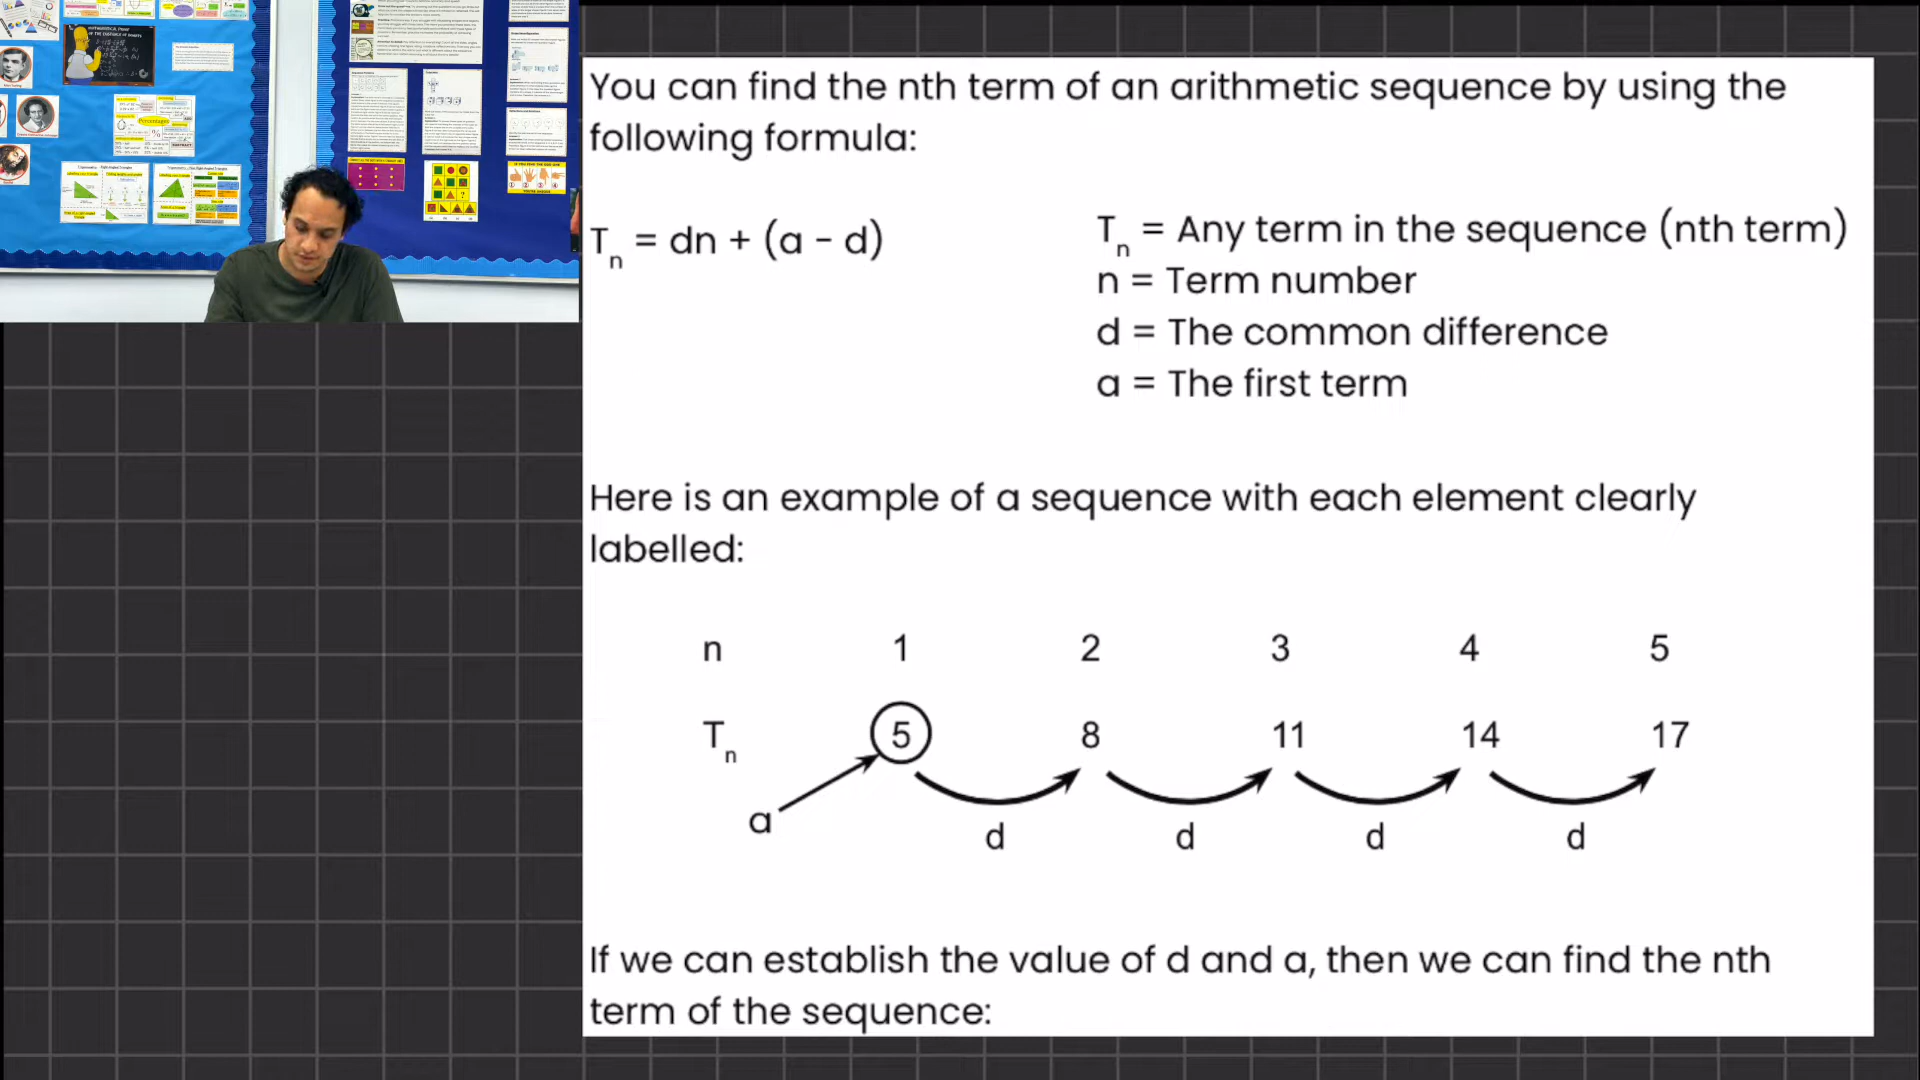 You can find the nth term of an arithmetic sequence by using the
following formula:
Tn = dn + (a - d)
Tn = Any term in the sequence (nth term)
n = Term number
d = The common difference
a = The first term
Here is an example of a sequence with each element clearly
labelled:
n 1 2 3 4 5
Tn 5 8 11 14 17
a d d d d
If we can establish the value of d and a, then we can find the nth
term of the sequence: